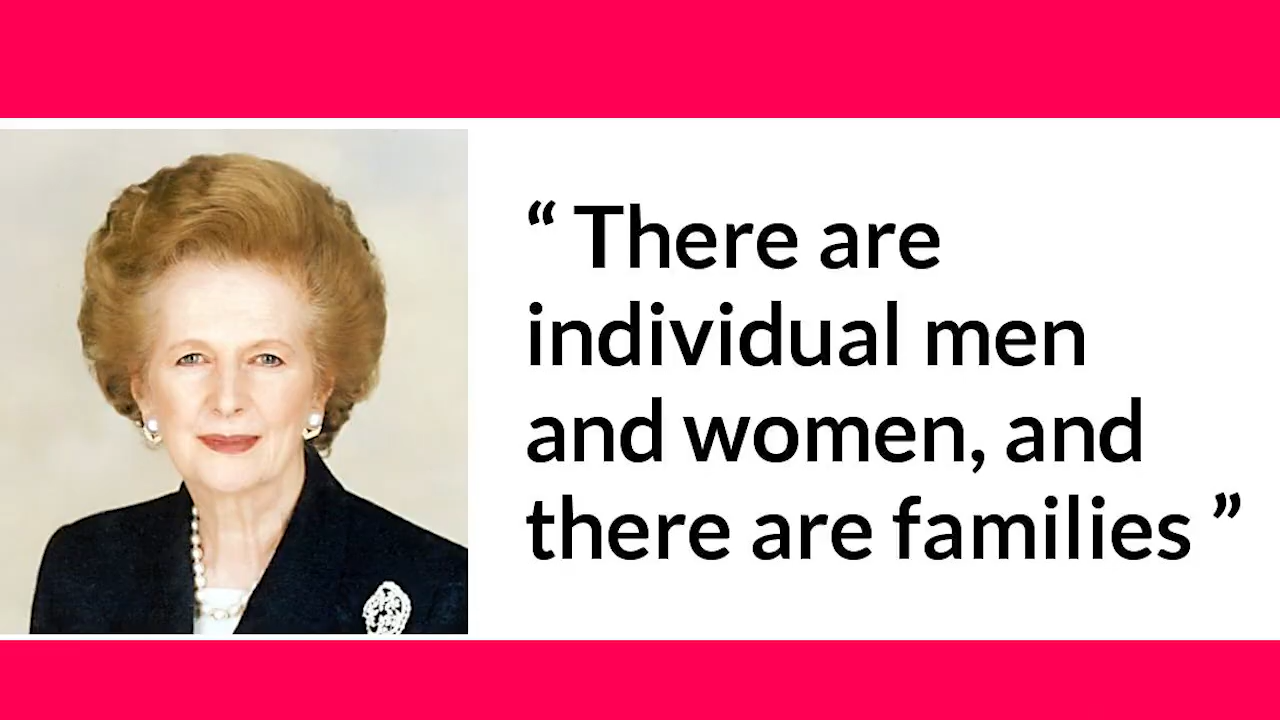 “ There are
individual men
and women, and
there are families ”